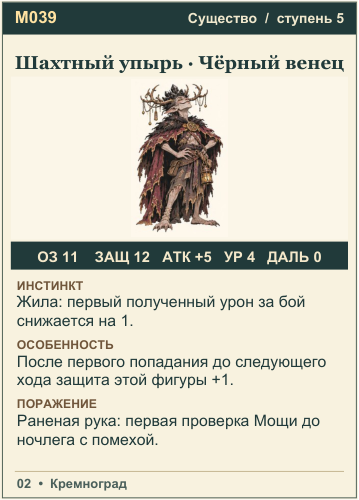 M039
Существо / ступень 5
Шахтный упырь · Чёрный венец
ОЗ 11 ЗАЩ 12 АТК +5 УР 4 ДАЛЬ 0
ИНСТИНКТ
Жила: первый полученный урон за бой
снижается на 1.
ОСОБЕННОСТЬ
После первого попадания до следующего
хода защита этой фигуры +1.
ПОРАЖЕНИЕ
Раненая рука: первая проверка Мощи до
ночлега с помехой.
02 • Кремноград